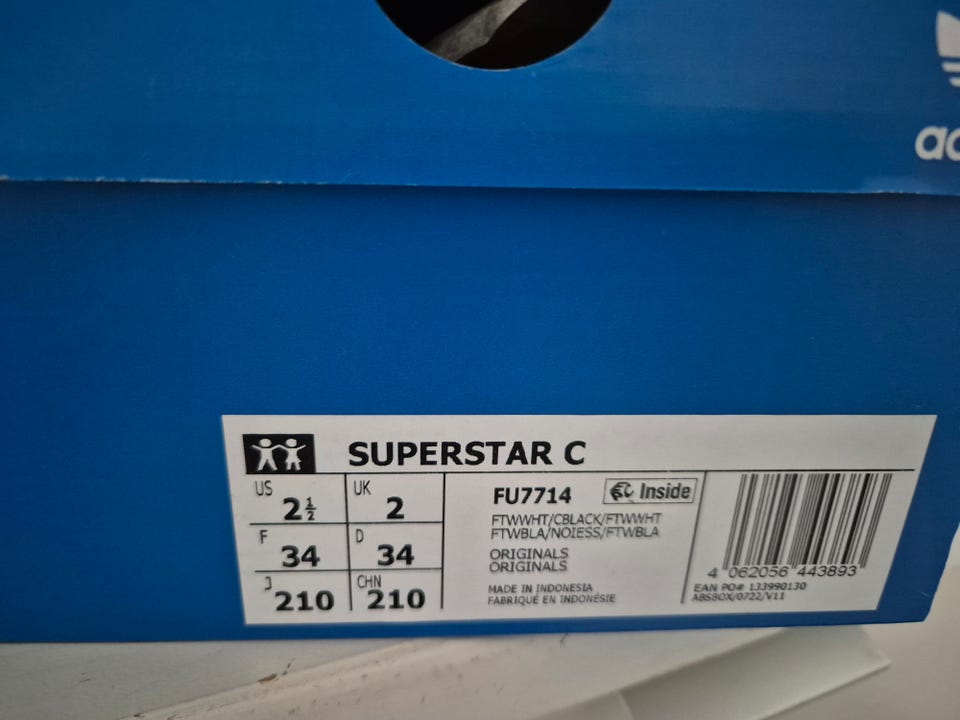 ad
SUPERSTAR C
US 2½ UK 2
F 34 D 34
J 210 CHN 210
FU7714
Inside
FTWWHT/CBLACK/FTWWHT
FTWBLA/NOIESS/FTWBLA
ORIGINALS
ORIGINALS
MADE IN INDONESIA
FABRIQUÉ EN INDONÉSIE
4 062056 443893
EAN PO# 133990130
ABSBOX/0722/V11